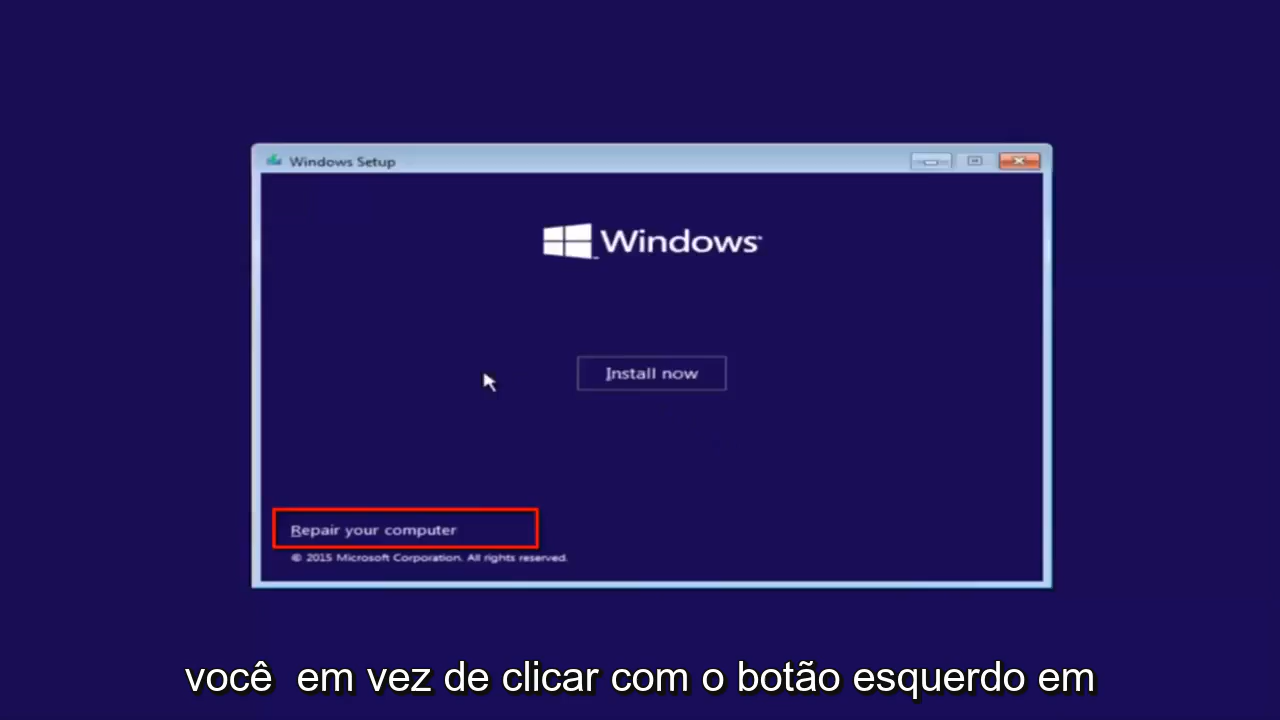 Windows Setup
Windows
Install now
Repair your computer
© 2015 Microsoft Corporation. All rights reserved.
você em vez de clicar com o botão esquerdo em